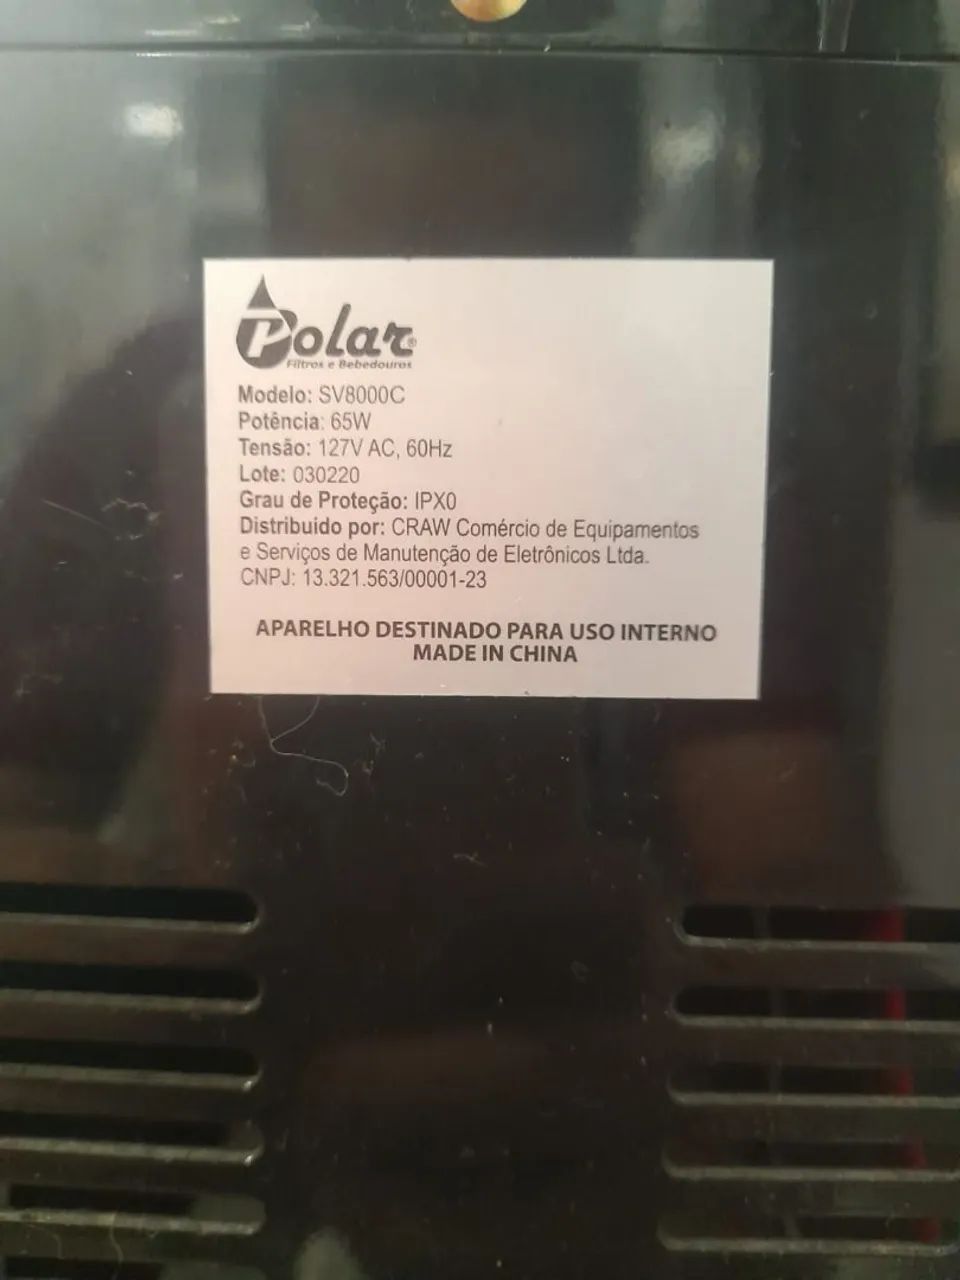 Polar®
Filtros e Bebedouros
Modelo: SV8000C
Potência: 65W
Tensão: 127V AC, 60Hz
Lote: 030220
Grau de Proteção: IPX0
Distribuido por: CRAW Comércio de Equipamentos
e Serviços de Manutenção de Eletrônicos Ltda.
CNPJ: 13.321.563/00001-23
APARELHO DESTINADO PARA USO INTERNO
MADE IN CHINA